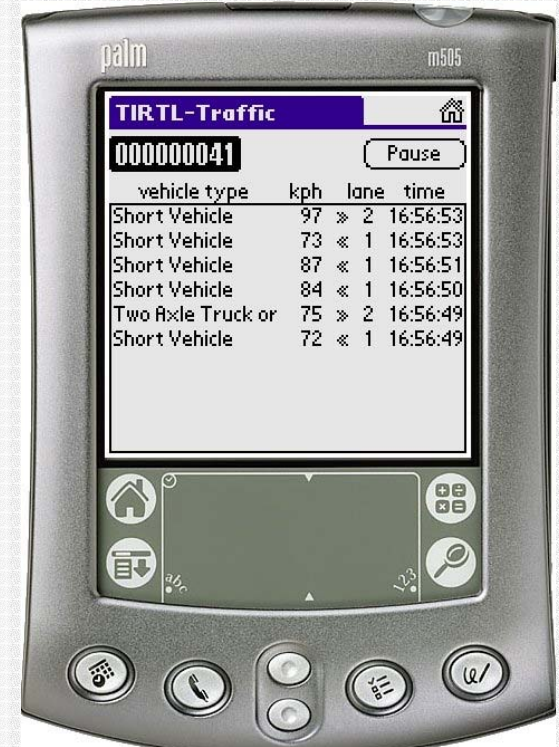 palm m505
TIRTL-Traffic
000000041 Pause
vehicle type kph lane time
Short Vehicle 97 » 2 16:56:53
Short Vehicle 73 « 1 16:56:53
Short Vehicle 87 « 1 16:56:51
Short Vehicle 84 « 1 16:56:50
Two Axle Truck or 75 » 2 16:56:49
Short Vehicle 72 « 1 16:56:49
abc 123